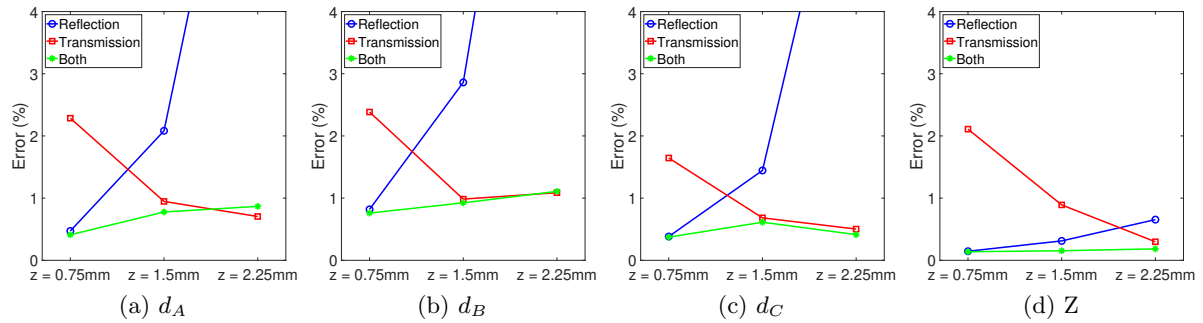 4
3
2
1
0
Error (%)
Reflection
Transmission
Both
z = 0.75mm z = 1.5mm z = 2.25mm
(a) d_A
4
3
2
1
0
Error (%)
Reflection
Transmission
Both
z = 0.75mm z = 1.5mm z = 2.25mm
(b) d_B
4
3
2
1
0
Error (%)
Reflection
Transmission
Both
z = 0.75mm z = 1.5mm z = 2.25mm
(c) d_C
4
3
2
1
0
Error (%)
Reflection
Transmission
Both
z = 0.75mm z = 1.5mm Z = 2.25mm
(d) Z